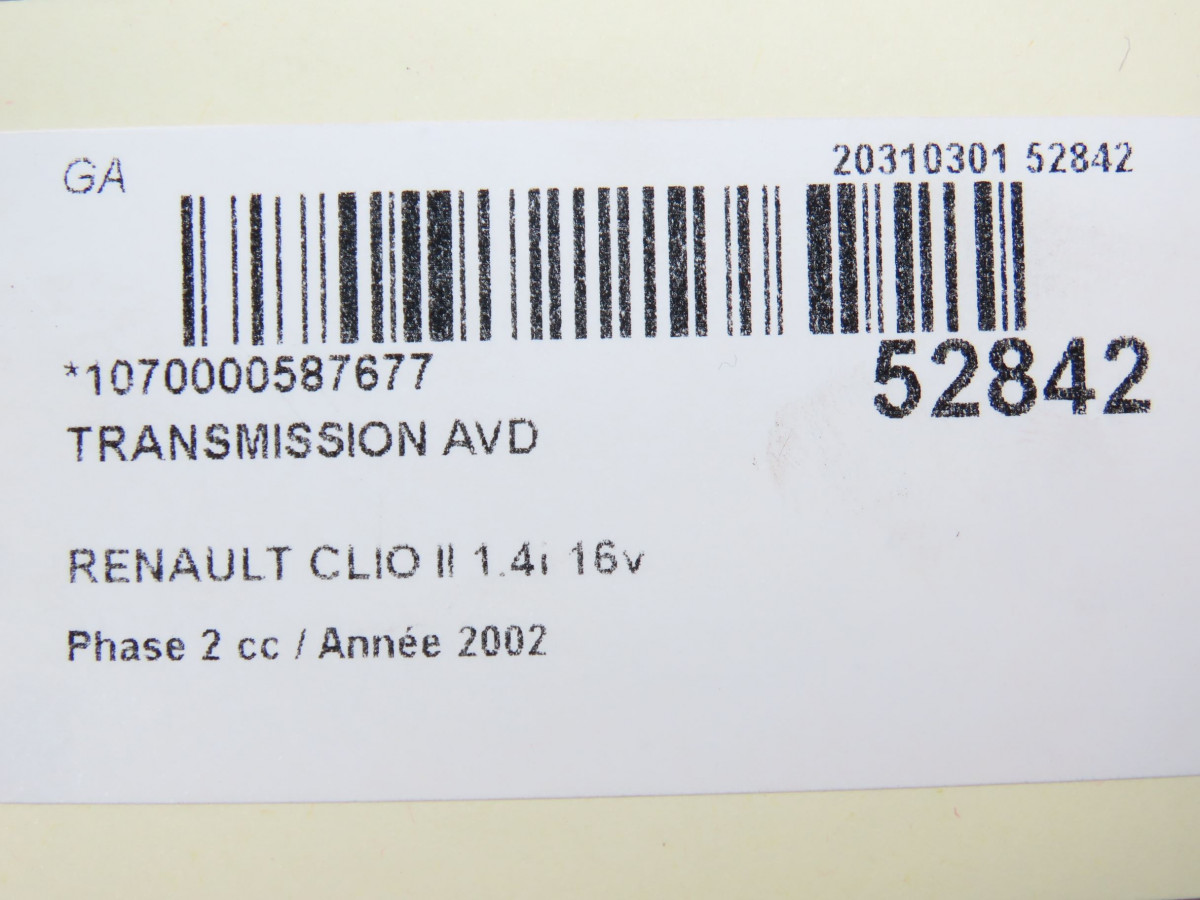 GA
20310301 52842
*1070000587677
52842
TRANSMISSION AVD
RENAULT CLIO II 1.4i 16v
Phase 2 cc / Année 2002